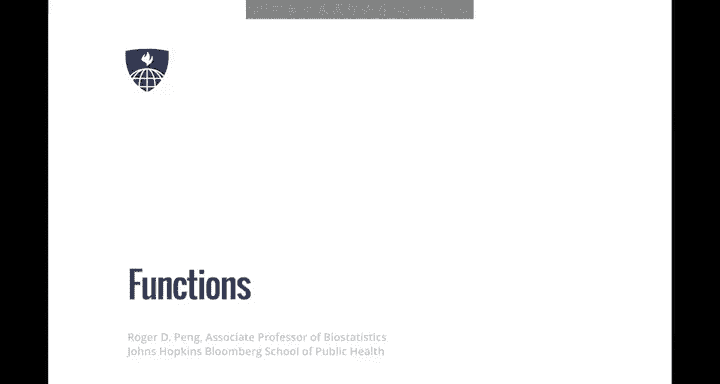 Functions
Roger D. Peng, Associate Professor of Biostatistics
Johns Hopkins Bloomberg School of Public Health